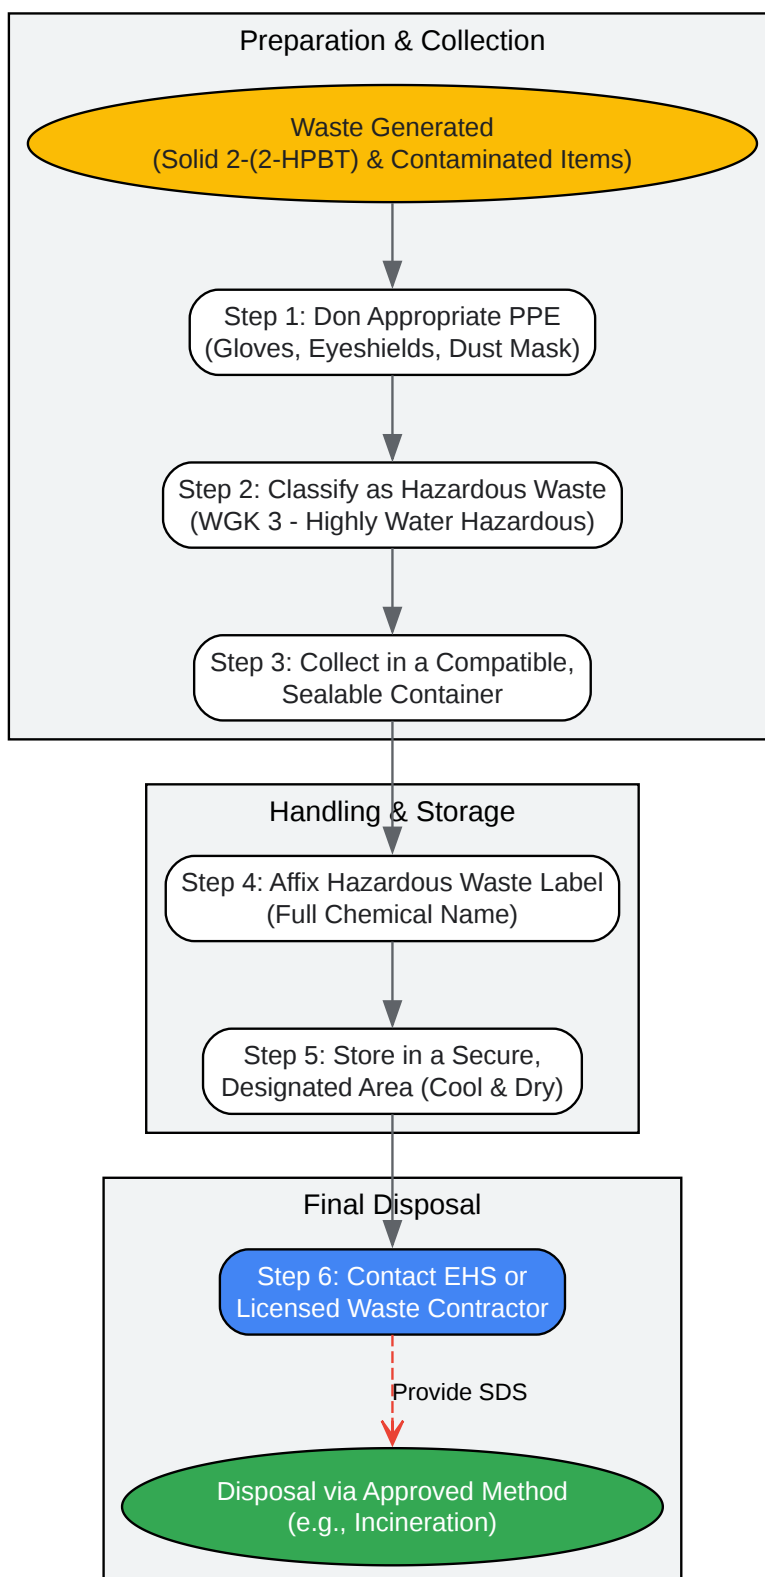 Preparation & Collection
Waste Generated
(Solid 2-(2-HPBT) & Contaminated Items)
Step 1: Don Appropriate PPE
(Gloves, Eyeshields, Dust Mask)
Step 2: Classify as Hazardous Waste
(WGK 3 - Highly Water Hazardous)
Step 3: Collect in a Compatible,
Sealable Container
Handling & Storage
Step 4: Affix Hazardous Waste Label
(Full Chemical Name)
Step 5: Store in a Secure,
Designated Area (Cool & Dry)
Final Disposal
Step 6: Contact EHS or
Licensed Waste Contractor
Provide SDS
Disposal via Approved Method
(e.g., Incineration)